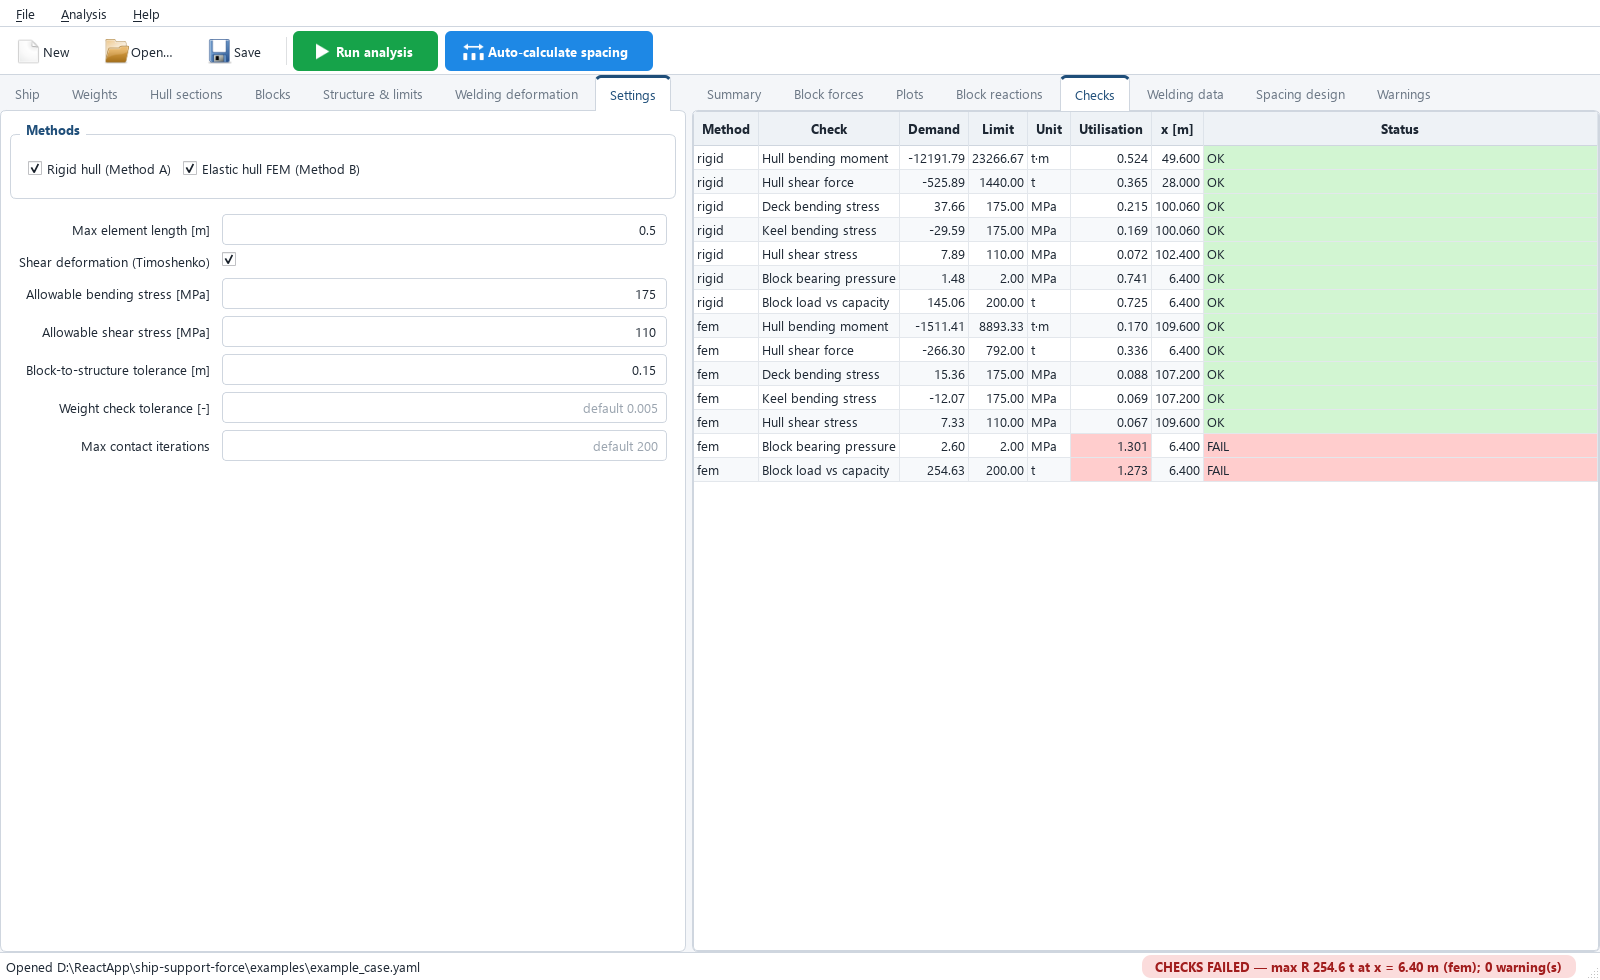 File Analysis Help
New Open... Save Run analysis Auto-calculate spacing
Ship Weights Hull sections Blocks Structure & limits Welding deformation Settings
Methods
Rigid hull (Method A) Elastic hull FEM (Method B)
Max element length [m] 0.5
Shear deformation (Timoshenko)
Allowable bending stress [MPa] 175
Allowable shear stress [MPa] 110
Block-to-structure tolerance [m] 0.15
Weight check tolerance [-] default 0.005
Max contact iterations default 200
Summary Block forces Plots Block reactions Checks Welding data Spacing design Warnings
Method Check Demand Limit Unit Utilisation x [m] Status
rigid Hull bending moment -12191.79 23266.67 t·m 0.524 49.600 OK
rigid Hull shear force -525.89 1440.00 t 0.365 28.000 OK
rigid Deck bending stress 37.66 175.00 MPa 0.215 100.060 OK
rigid Keel bending stress -29.59 175.00 MPa 0.169 100.060 OK
rigid Hull shear stress 7.89 110.00 MPa 0.072 102.400 OK
rigid Block bearing pressure 1.48 2.00 MPa 0.741 6.400 OK
rigid Block load vs capacity 145.06 200.00 t 0.725 6.400 OK
fem Hull bending moment -1511.41 8893.33 t·m 0.170 109.600 OK
fem Hull shear force -266.30 792.00 t 0.336 6.400 OK
fem Deck bending stress 15.36 175.00 MPa 0.088 107.200 OK
fem Keel bending stress -12.07 175.00 MPa 0.069 107.200 OK
fem Hull shear stress 7.33 110.00 MPa 0.067 109.600 OK
fem Block bearing pressure 2.60 2.00 MPa 1.301 6.400 FAIL
fem Block load vs capacity 254.63 200.00 t 1.273 6.400 FAIL
Opened D:\ReactApp\ship-support-force\examples\example_case.yaml
CHECKS FAILED — max R 254.6 t at x = 6.40 m (fem); 0 warning(s)